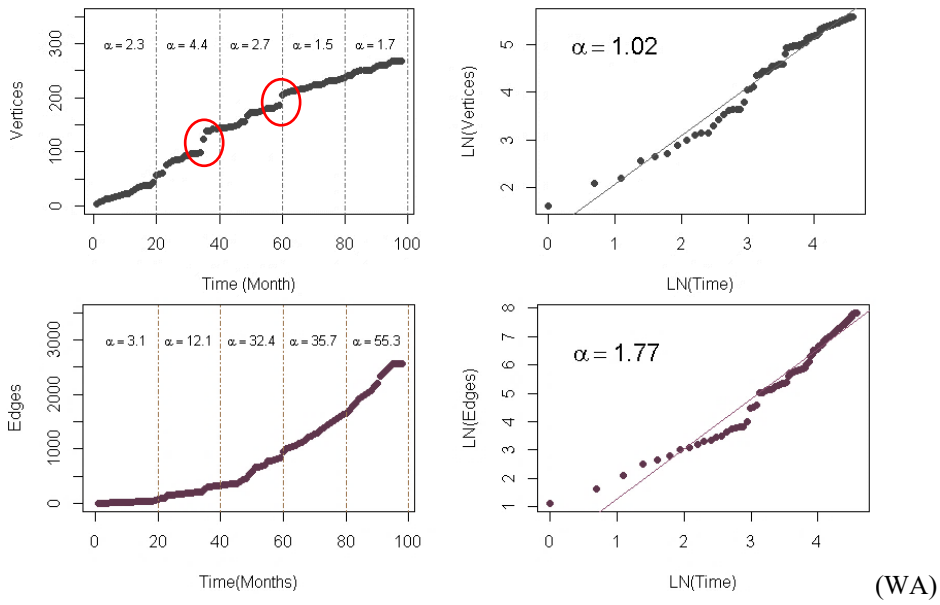 α = 2.3 α = 4.4 α = 2.7 α = 1.5 α = 1.7
300
200
100
0
Vertices
0 20 40 60 80 100
Time (Month)
α = 1.02
5
4
3
2
LN(Vertices)
0 1 2 3 4
LN(Time)
α = 3.1 α = 12.1 α = 32.4 α = 35.7 α = 55.3
3000
2000
1000
0
Edges
0 20 40 60 80 100
Time(Months)
α = 1.77
8
7
6
5
4
3
2
1
LN(Edges)
0 1 2 3 4
LN(Time)
(WA)